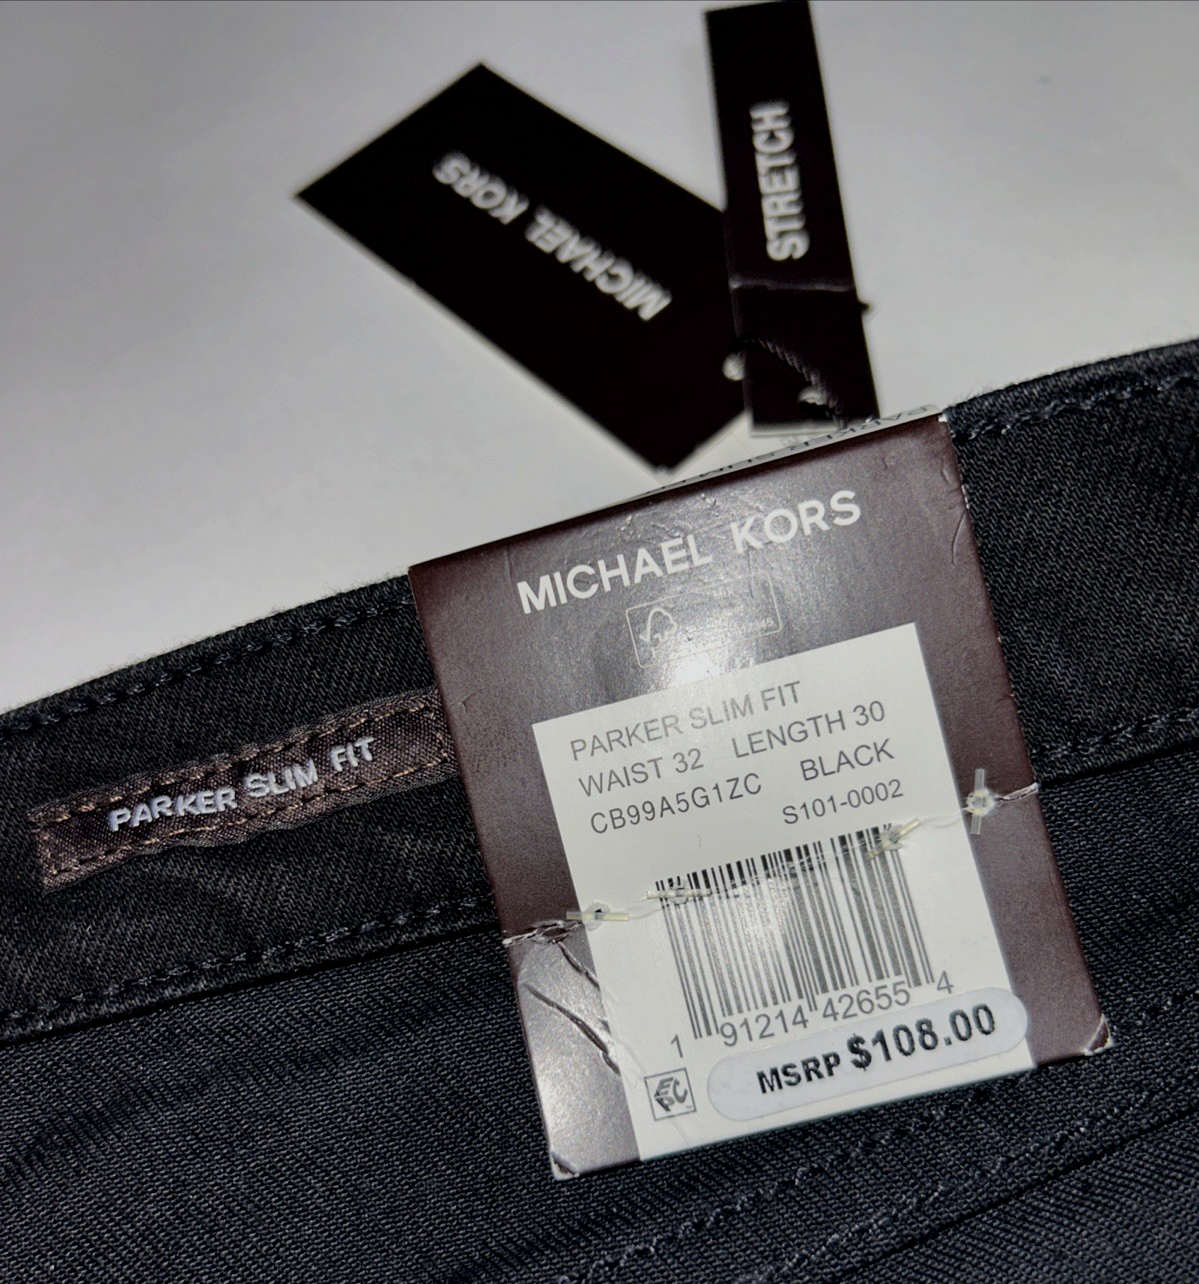 MICHAEL KORS
STRETCH
MICHAEL KORS
PARKER SLIM FIT
WAIST 32 LENGTH 30
CB99A5G1ZC BLACK
S101-0002
1 91214 42655 4
MSRP $108.00
EPC
PARKER SLIM FIT